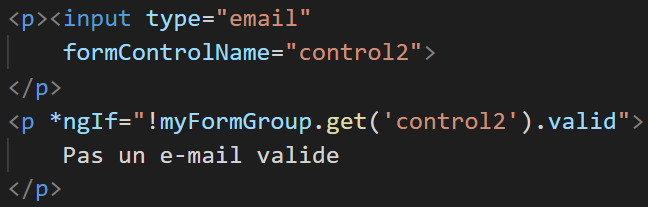 <p><input type="email"
formControlName="control2">
</p>
<p *ngIf="!myFormGroup.get('control2').valid">
Pas un e-mail valide
</p>